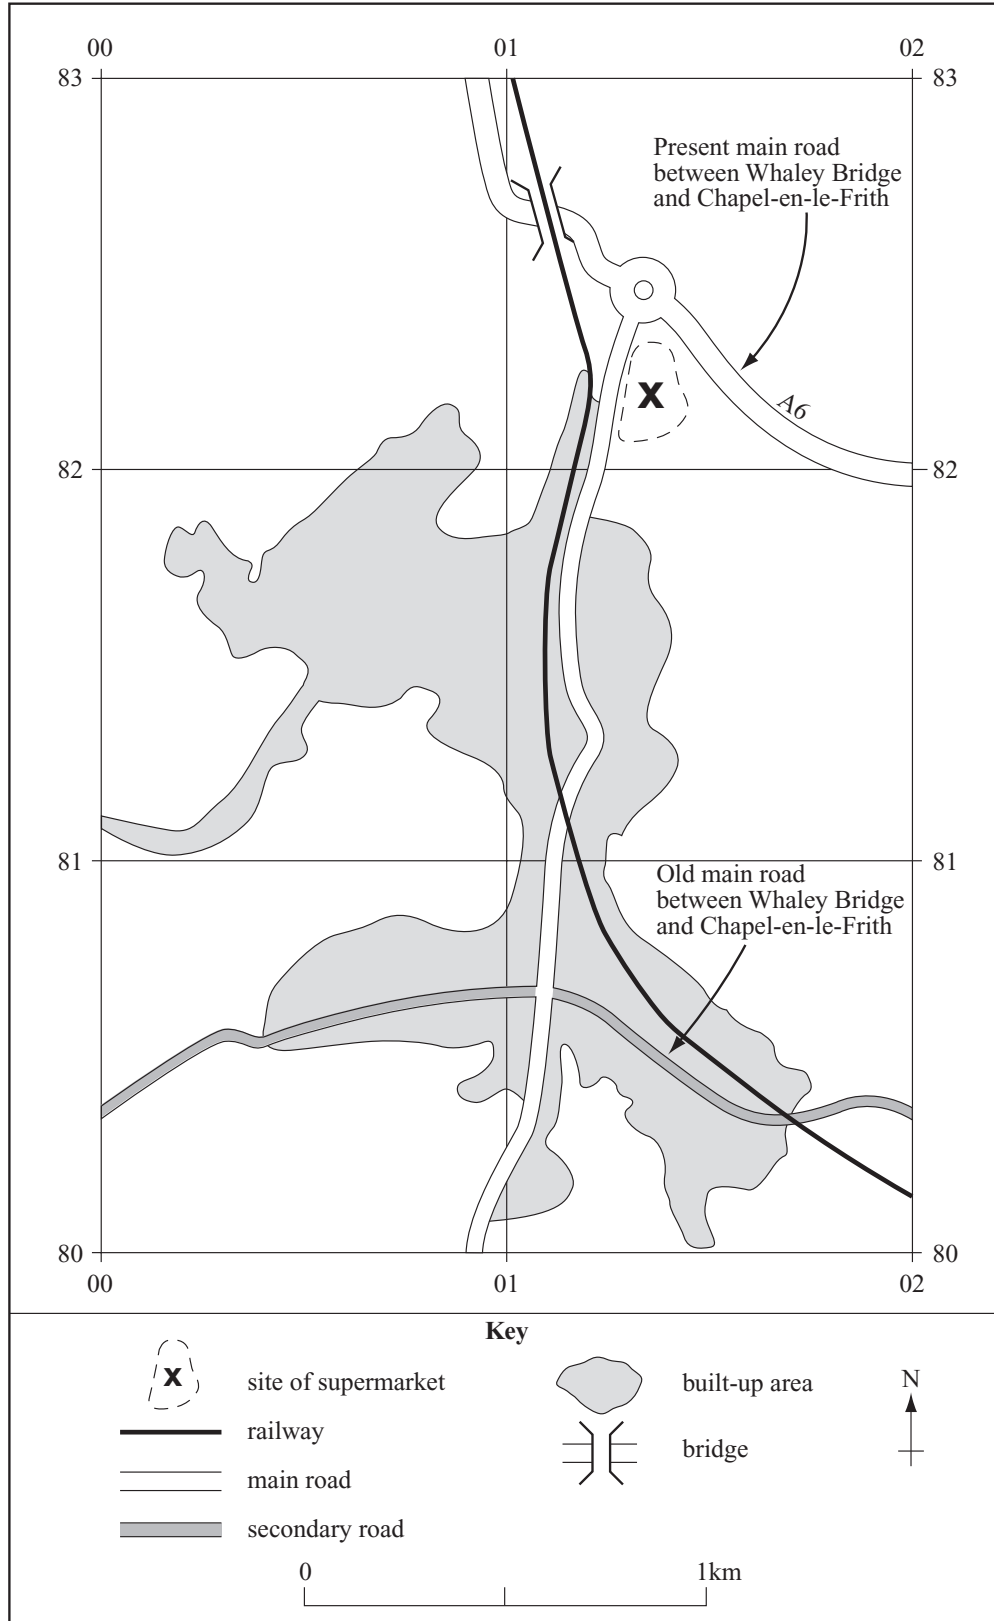 00
01
02
83
83
Present main road
between Whaley Bridge
and Chapel-en-le-Frith
X
A6
82
82
81
81
Old main road
between Whaley Bridge
and Chapel-en-le-Frith
80
80
00
01
02
Key
X
site of supermarket
built-up area
N
railway
bridge
main road
secondary road
0
1km